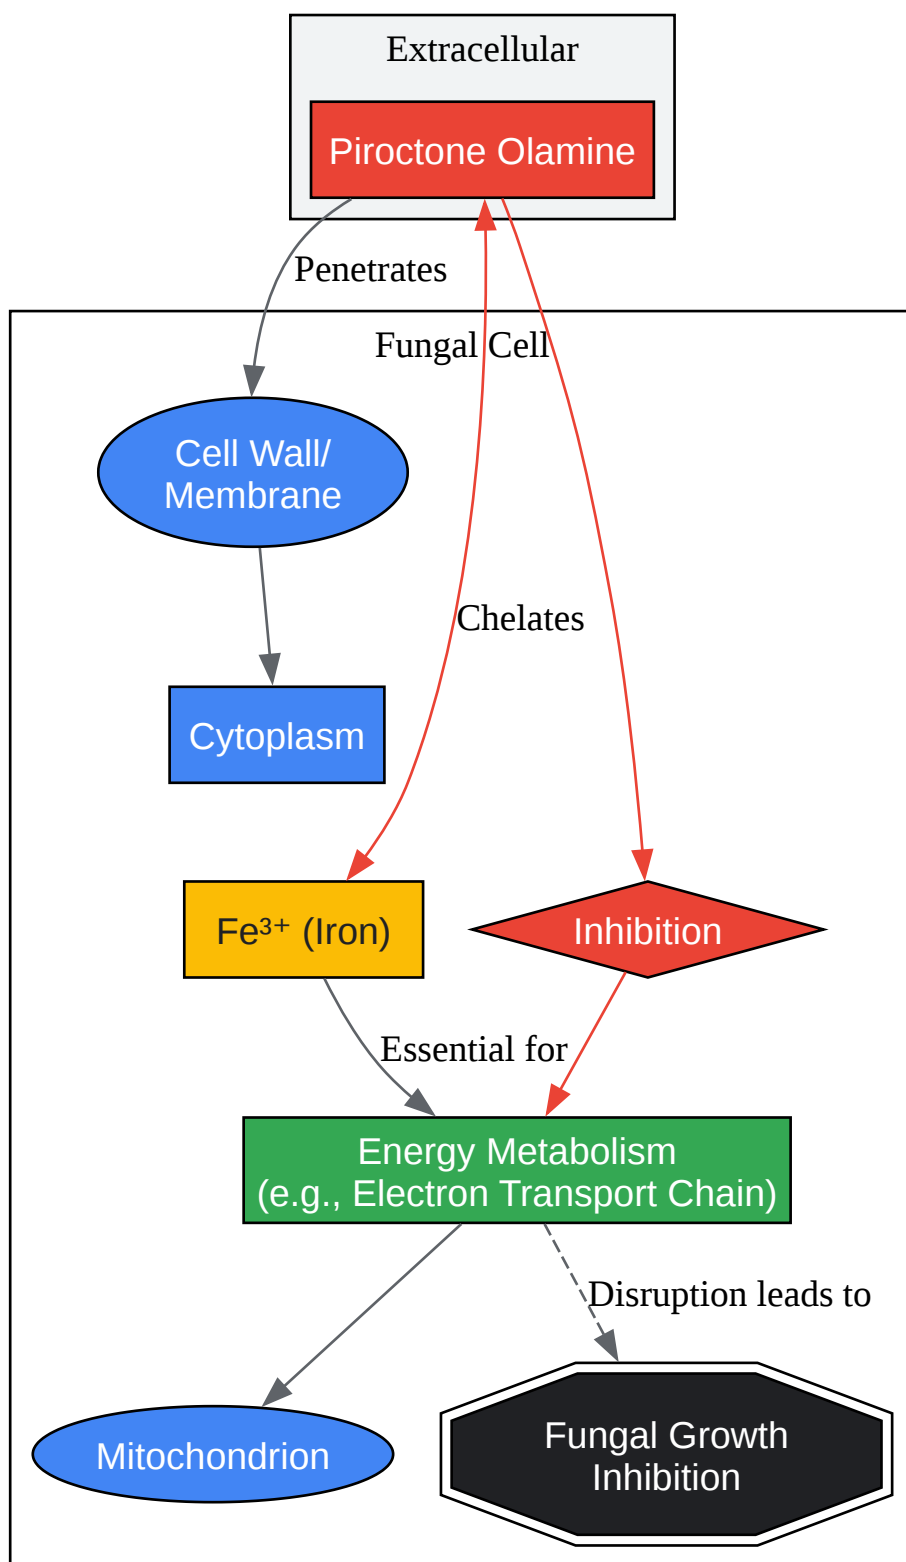 Extracellular
Piroctone Olamine
Penetrates
Fungal Cell
Cell Wall/
Membrane
Chelates
Cytoplasm
Fe³⁺ (Iron)
Inhibition
Essential for
Energy Metabolism
(e.g., Electron Transport Chain)
Disruption leads to
Mitochondrion
Fungal Growth
Inhibition